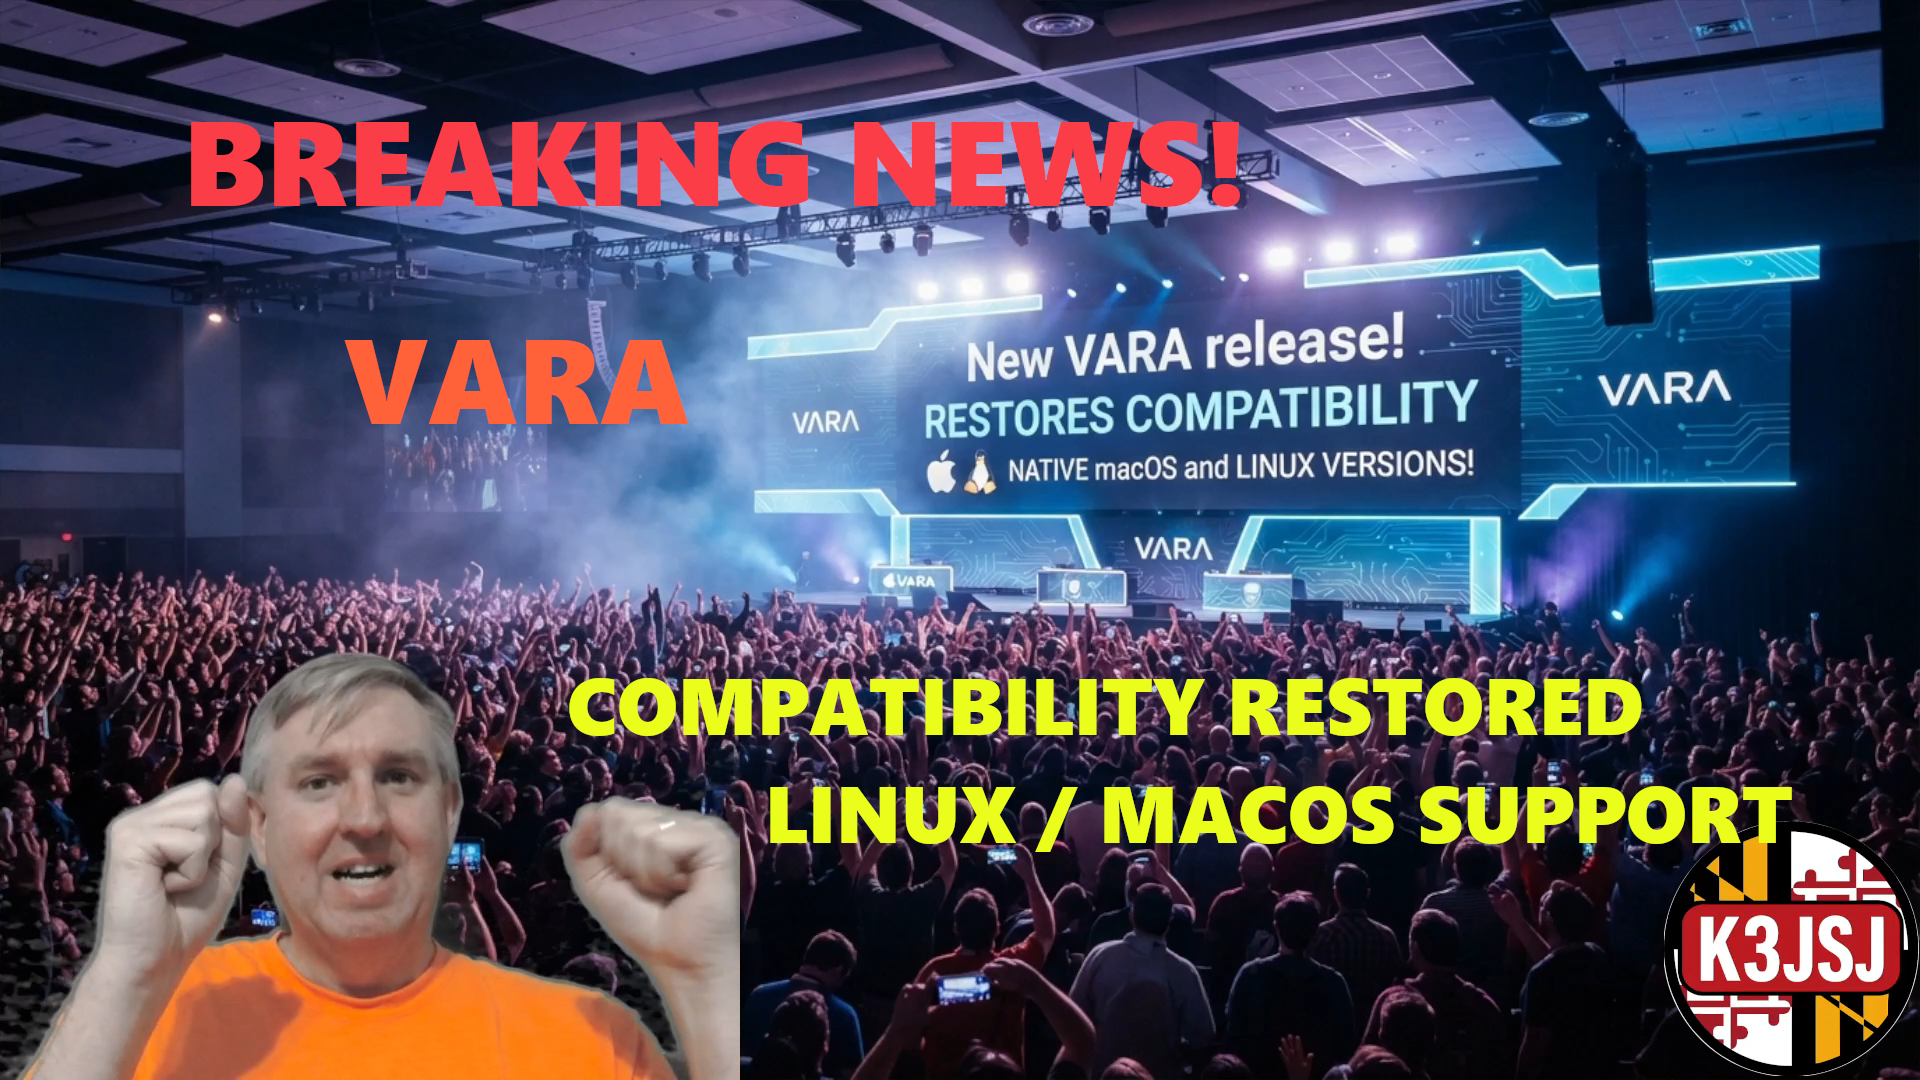 BREAKING NEWS!
VARA
New VARA release!
RESTORES COMPATIBILITY
NATIVE macOS and LINUX VERSIONS!
VARA
VARA
VARA
VARA
COMPATIBILITY RESTORED
LINUX / MACOS SUPPORT
K3JSJ